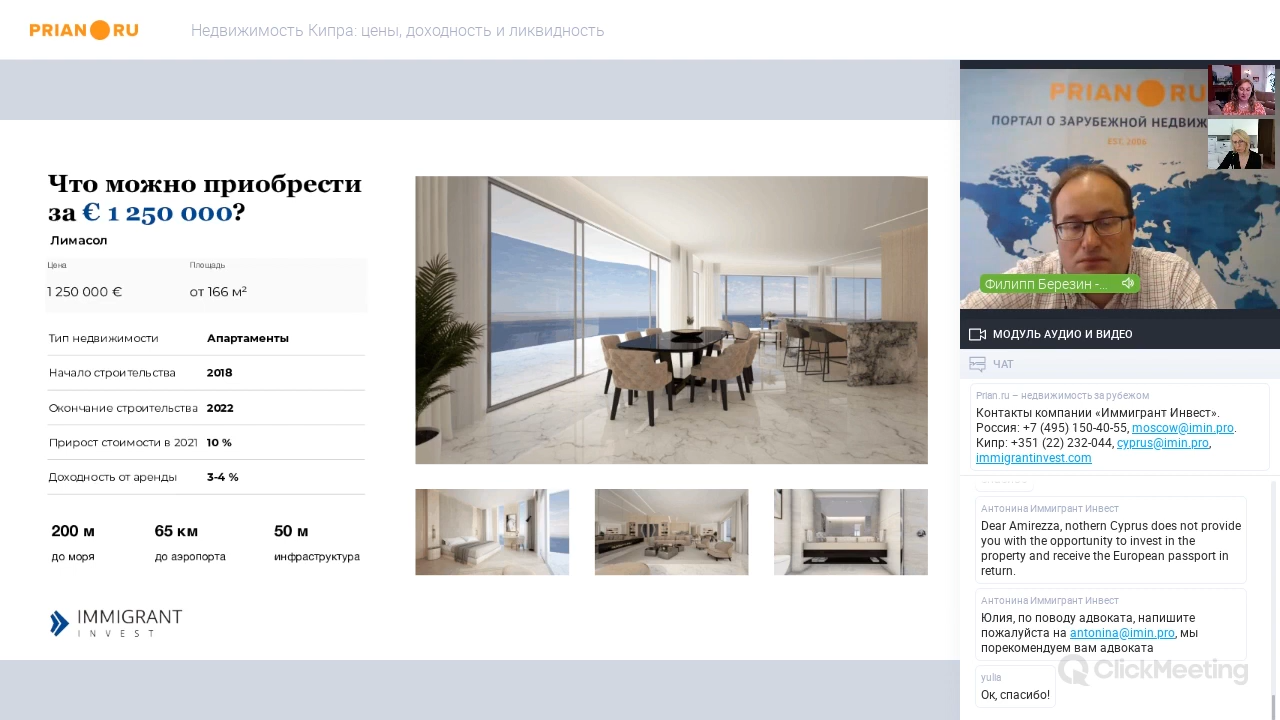 PRIAN RU
Недвижимость Кипра: цены, доходность и ликвидность
Что можно приобрести
за € 1 250 000?
Лимасол
Цена Площадь
1 250 000 € от 166 м²
Тип недвижимости Апартаменты
Начало строительства 2018
Окончание строительства 2022
Прирост стоимости в 2021 10 %
Доходность от аренды 3-4 %
200 м 65 км 50 м
до моря до аэропорта инфраструктура
IMMIGRANT
INVEST
PRIAN RU
ПОРТАЛ О ЗАРУБЕЖНОЙ
EST. 2006
Филипп Березин -...
МОДУЛЬ АУДИО И ВИДЕО
ЧАТ
Prian.ru – недвижимость за рубежом
Контакты компании «Иммигрант Инвест».
Россия: +7 (495) 150-40-55, moscow@imin.pro.
Кипр: +351 (22) 232-044, cyprus@imin.pro,
immigrantinvest.com
Антонина Иммигрант Инвест
Dear Amirezza, nothern Cyprus does not provide
you with the opportunity to invest in the
property and receive the European passport in
return.
Антонина Иммигрант Инвест
Юлия, по поводу адвоката, напишите
пожалуйста на antonina@imin.pro, мы
порекомендуем вам адвоката
ClickMeeting
yulia
Ок, спасибо!